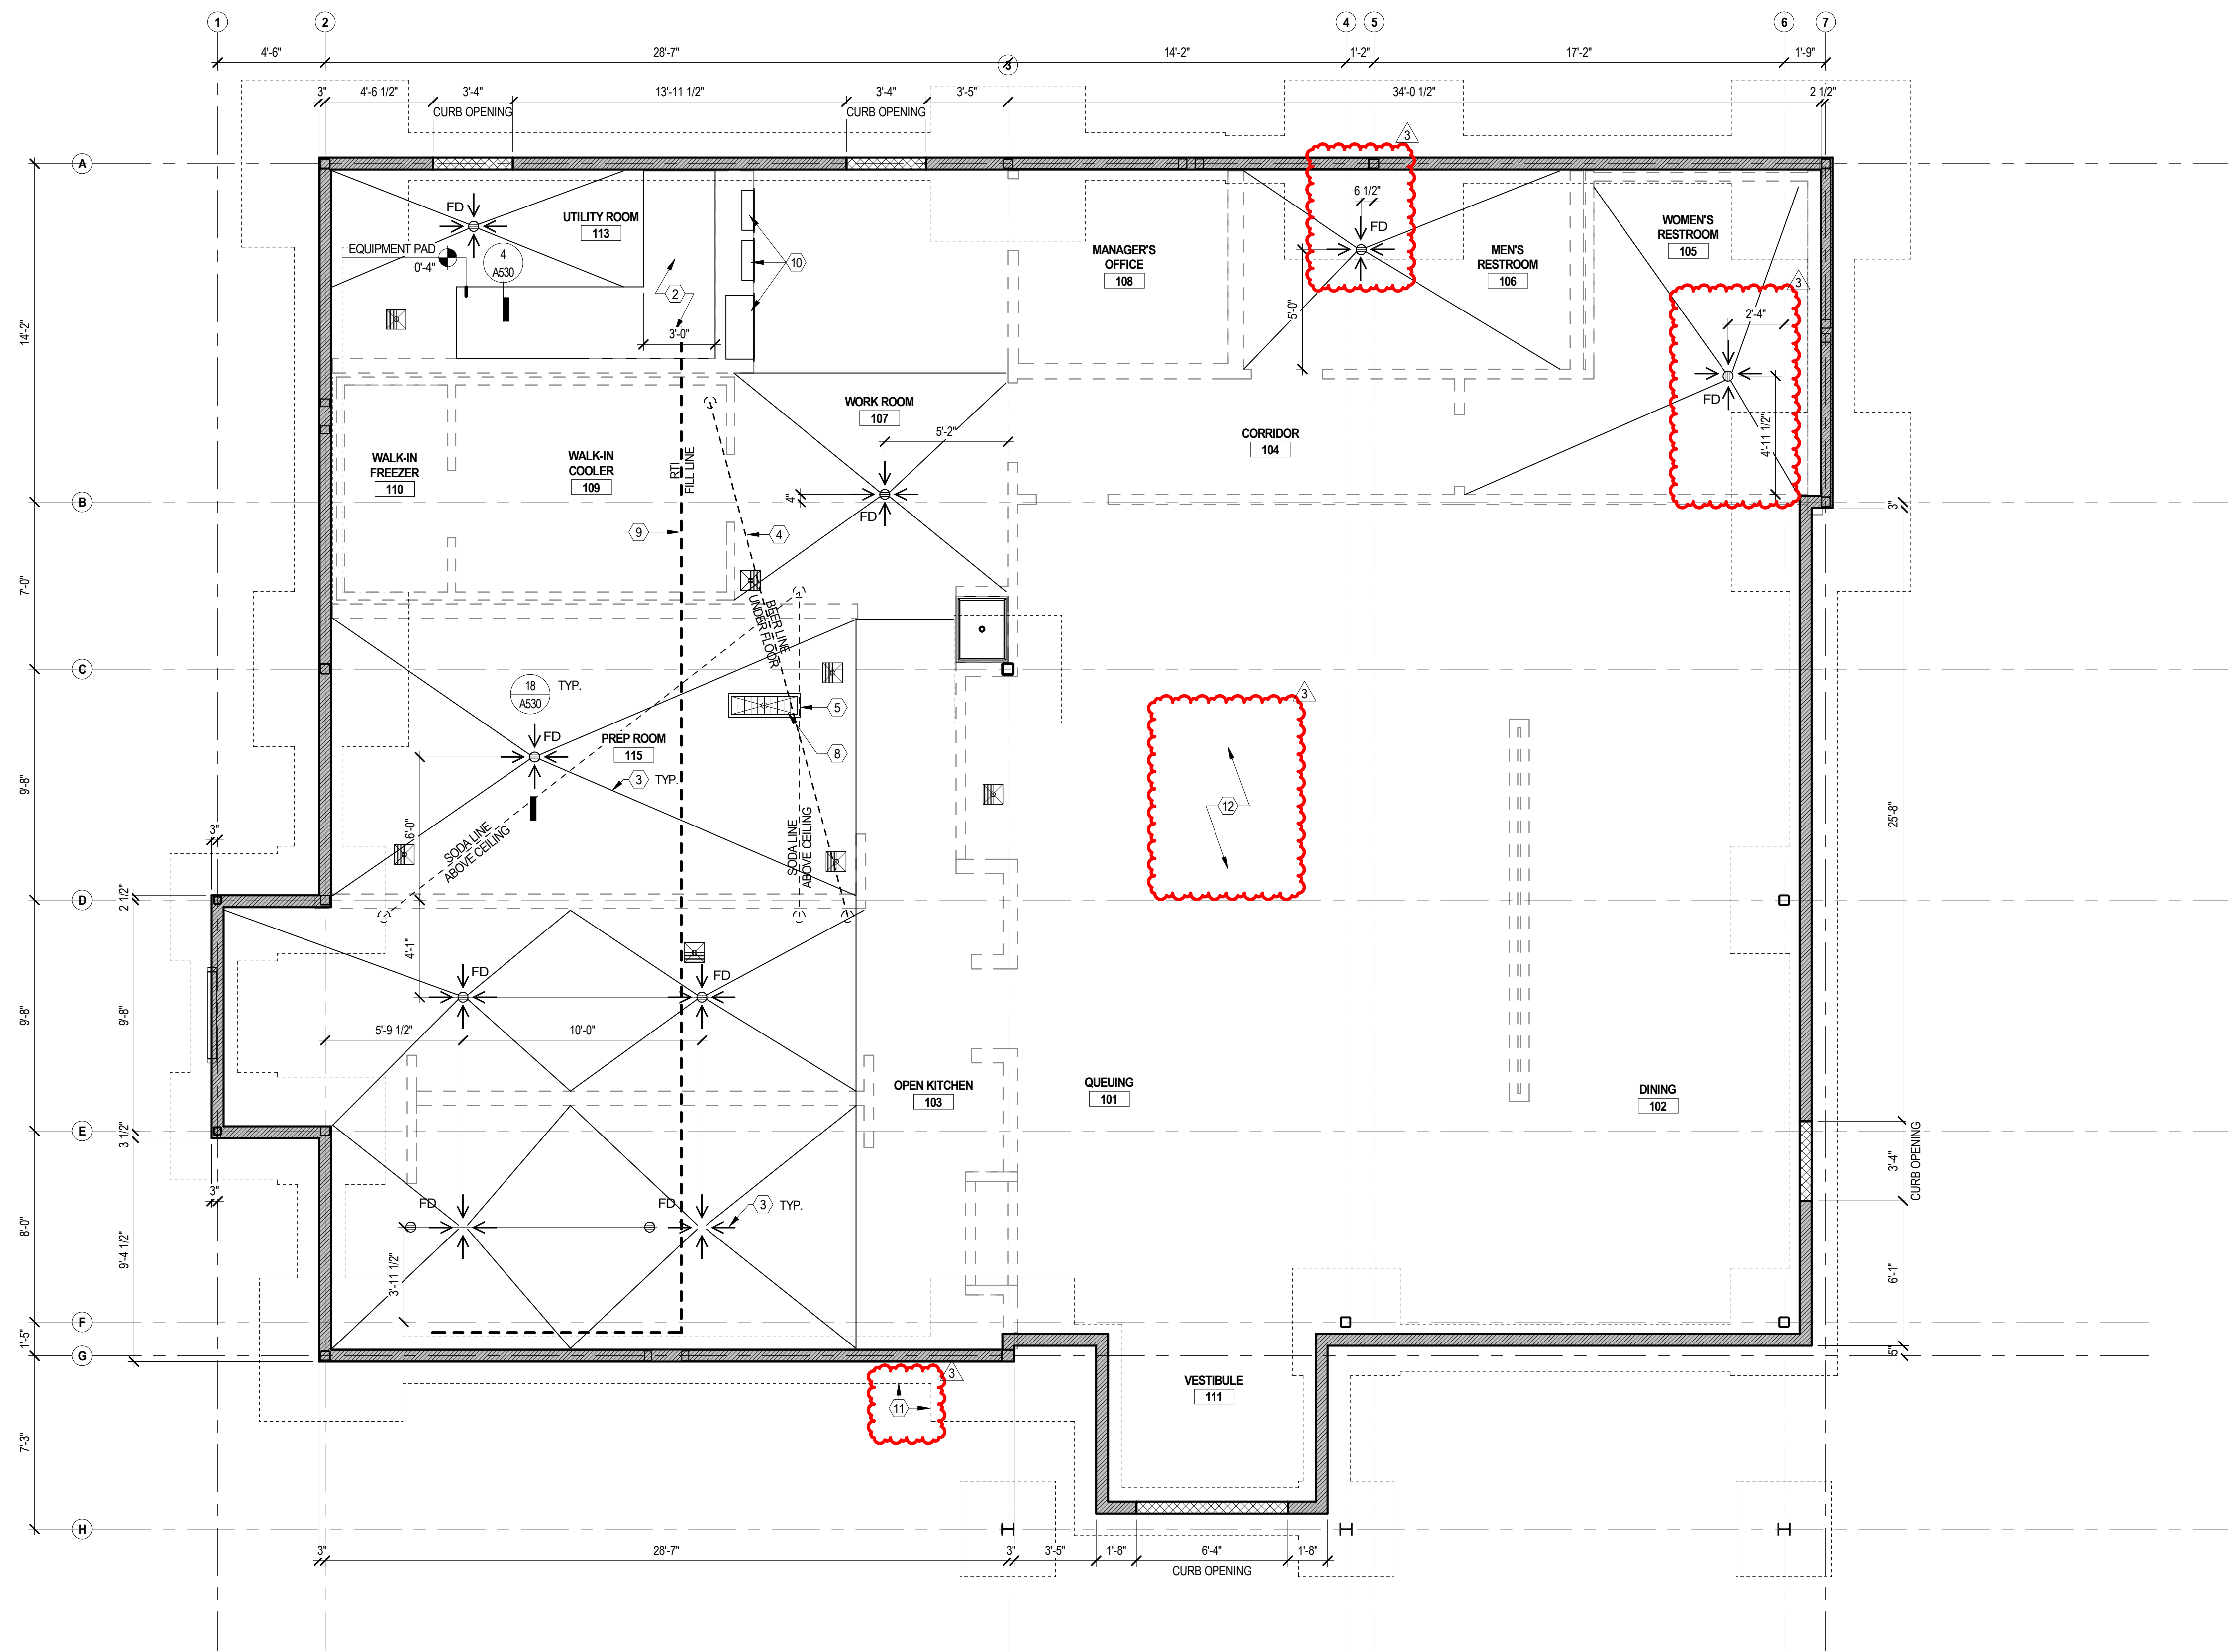 1
2
4
5
6
7
4'-6"
28'-7"
3
14'-2"
1'-2"
17'-2"
1'-9"
3"
4'-6 1/2"
3'-4"
13'-11 1/2"
3'-4"
3'-5"
34'-0 1/2"
2 1/2"
CURB OPENING
CURB OPENING
3
A
6 1/2"
FD
UTILITY ROOM
113
FD
WOMEN'S
RESTROOM
105
EQUIPMENT PAD
0'-4"
4
A530
10
MANAGER'S
OFFICE
108
MEN'S
RESTROOM
106
2
3
5'-0"
2'-4"
14'-2"
3'-0"
WORK ROOM
107
FD
5'-2"
CORRIDOR
104
4'-11 1/2"
WALK-IN
FREEZER
110
WALK-IN
COOLER
109
RTI
FILL LINE
B
4"
FD
3"
9
4
7'-0"
BEER LINE
UNDER FLOOR
C
18
A530
TYP.
3
5
FD
PREP ROOM
115
8
3
TYP.
12
9'-8"
25'-8"
3"
6'-0"
SODA LINE
ABOVE CEILING
SODA LINE
ABOVE CEILING
2 1/2"
D
4'-1"
FD
FD
9'-8"
9'-8"
5'-9 1/2"
10'-0"
OPEN KITCHEN
103
QUEUING
101
DINING
102
E
3 1/2"
3'-4"
CURB OPENING
3"
FD
FD
3
TYP.
8'-0"
9'-4 1/2"
3'-11 1/2"
6'-1"
F
1'-5"
G
5"
3
VESTIBULE
111
11
7'-3"
H
3"
28'-7"
3"
3'-5"
1'-8"
6'-4"
1'-8"
CURB OPENING